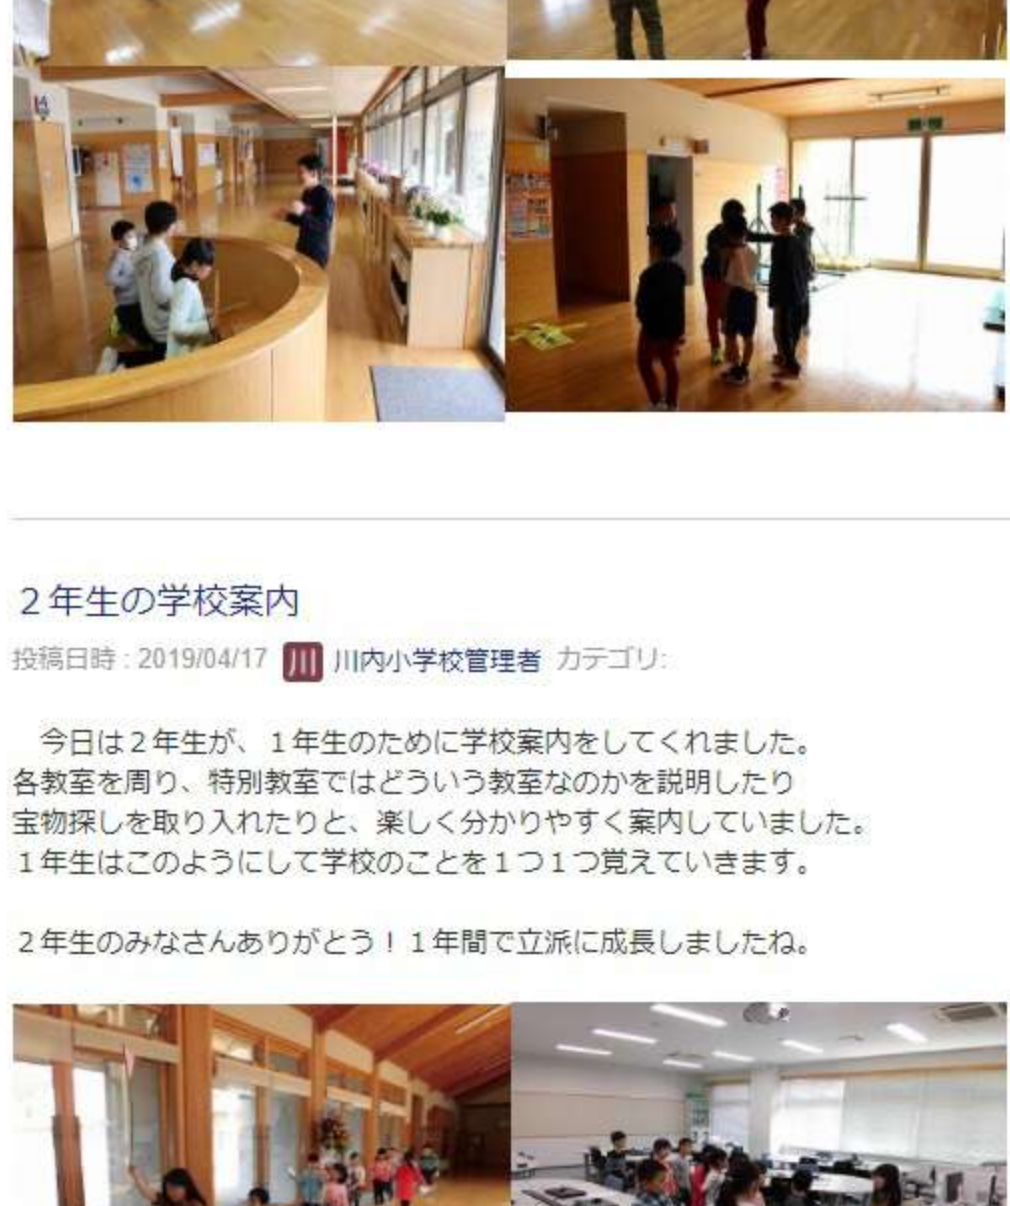 ２年生の学校案内
投稿日時 : 2019/04/17 川 川内小学校管理者 カテゴリ:
今日は２年生が、１年生のために学校案内をしてくれました。
各教室を周り、特別教室ではどういう教室なのかを説明したり
宝物探しを取り入れたりと、楽しく分かりやすく案内していました。
１年生はこのようにして学校のことを１つ１つ覚えていきます。
２年生のみなさんありがとう！１年間で立派に成長しましたね。